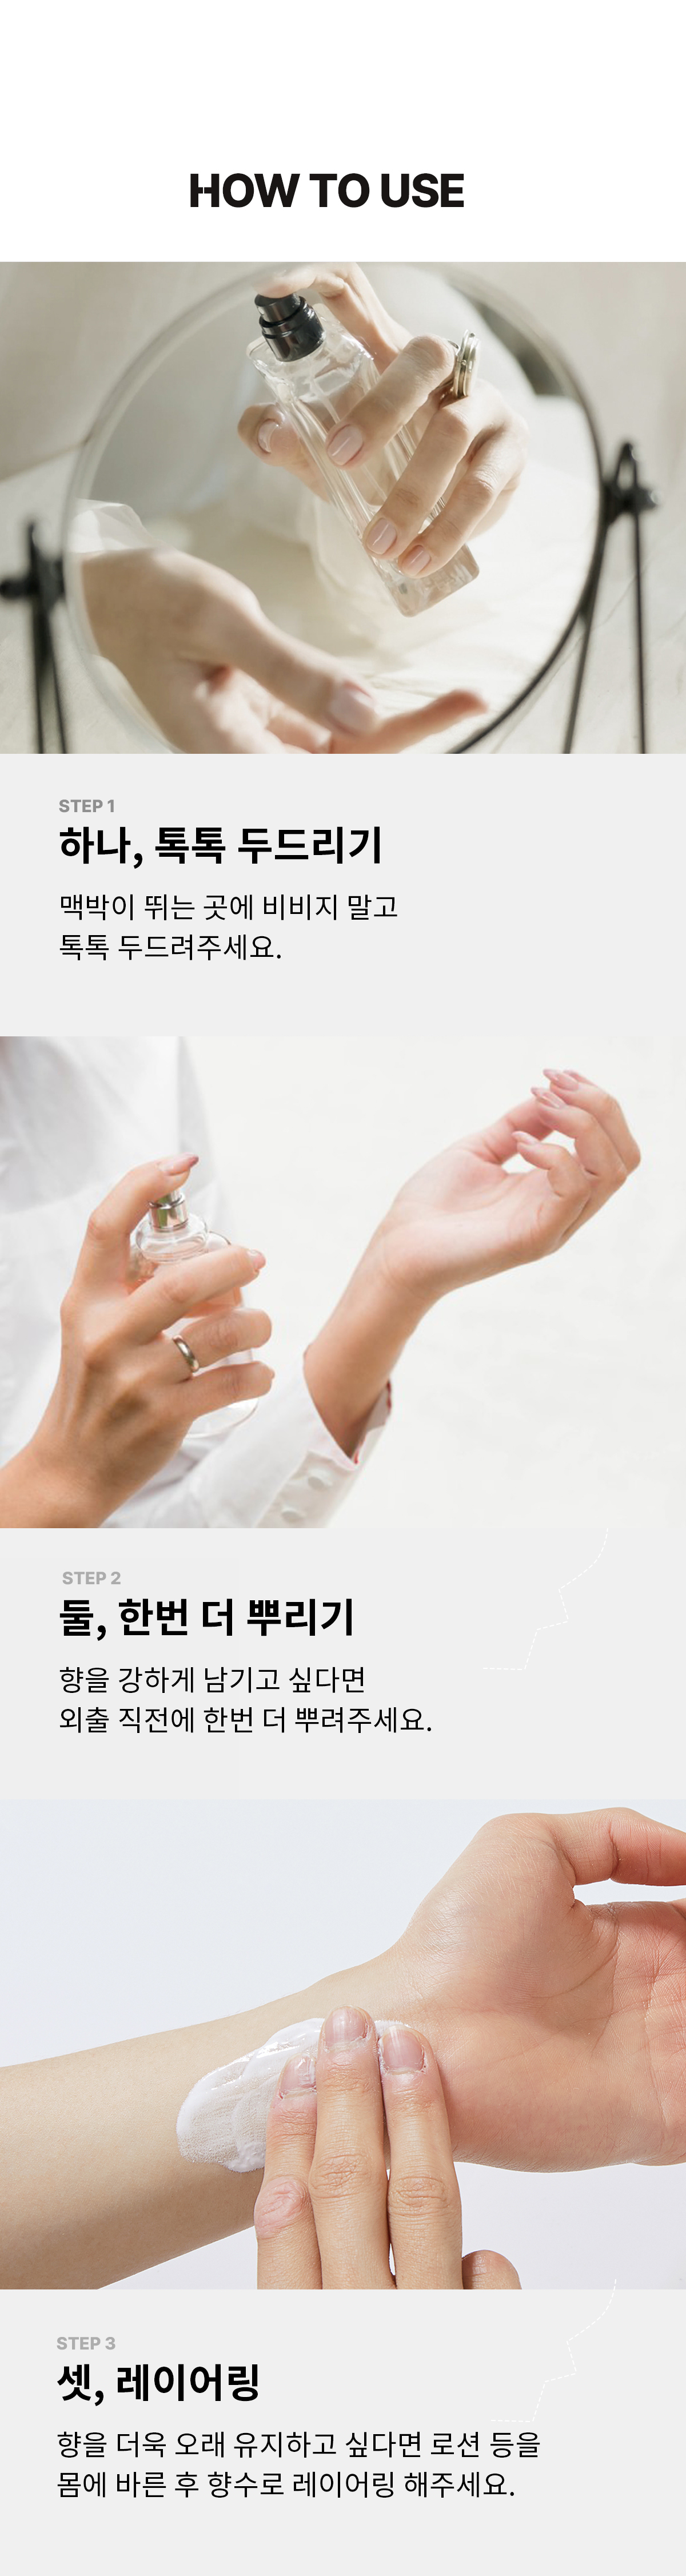 HOW TO USE
STEP 1
하나, 톡톡 두드리기
맥박이 뛰는 곳에 비비지 말고
톡톡 두드려주세요.
STEP 2
둘, 한번 더 뿌리기
향을 강하게 남기고 싶다면
외출 직전에 한번 더 뿌려주세요.
STEP 3
셋, 레이어링
향을 더욱 오래 유지하고 싶다면 로션 등을
몸에 바른 후 향수로 레이어링 해주세요.